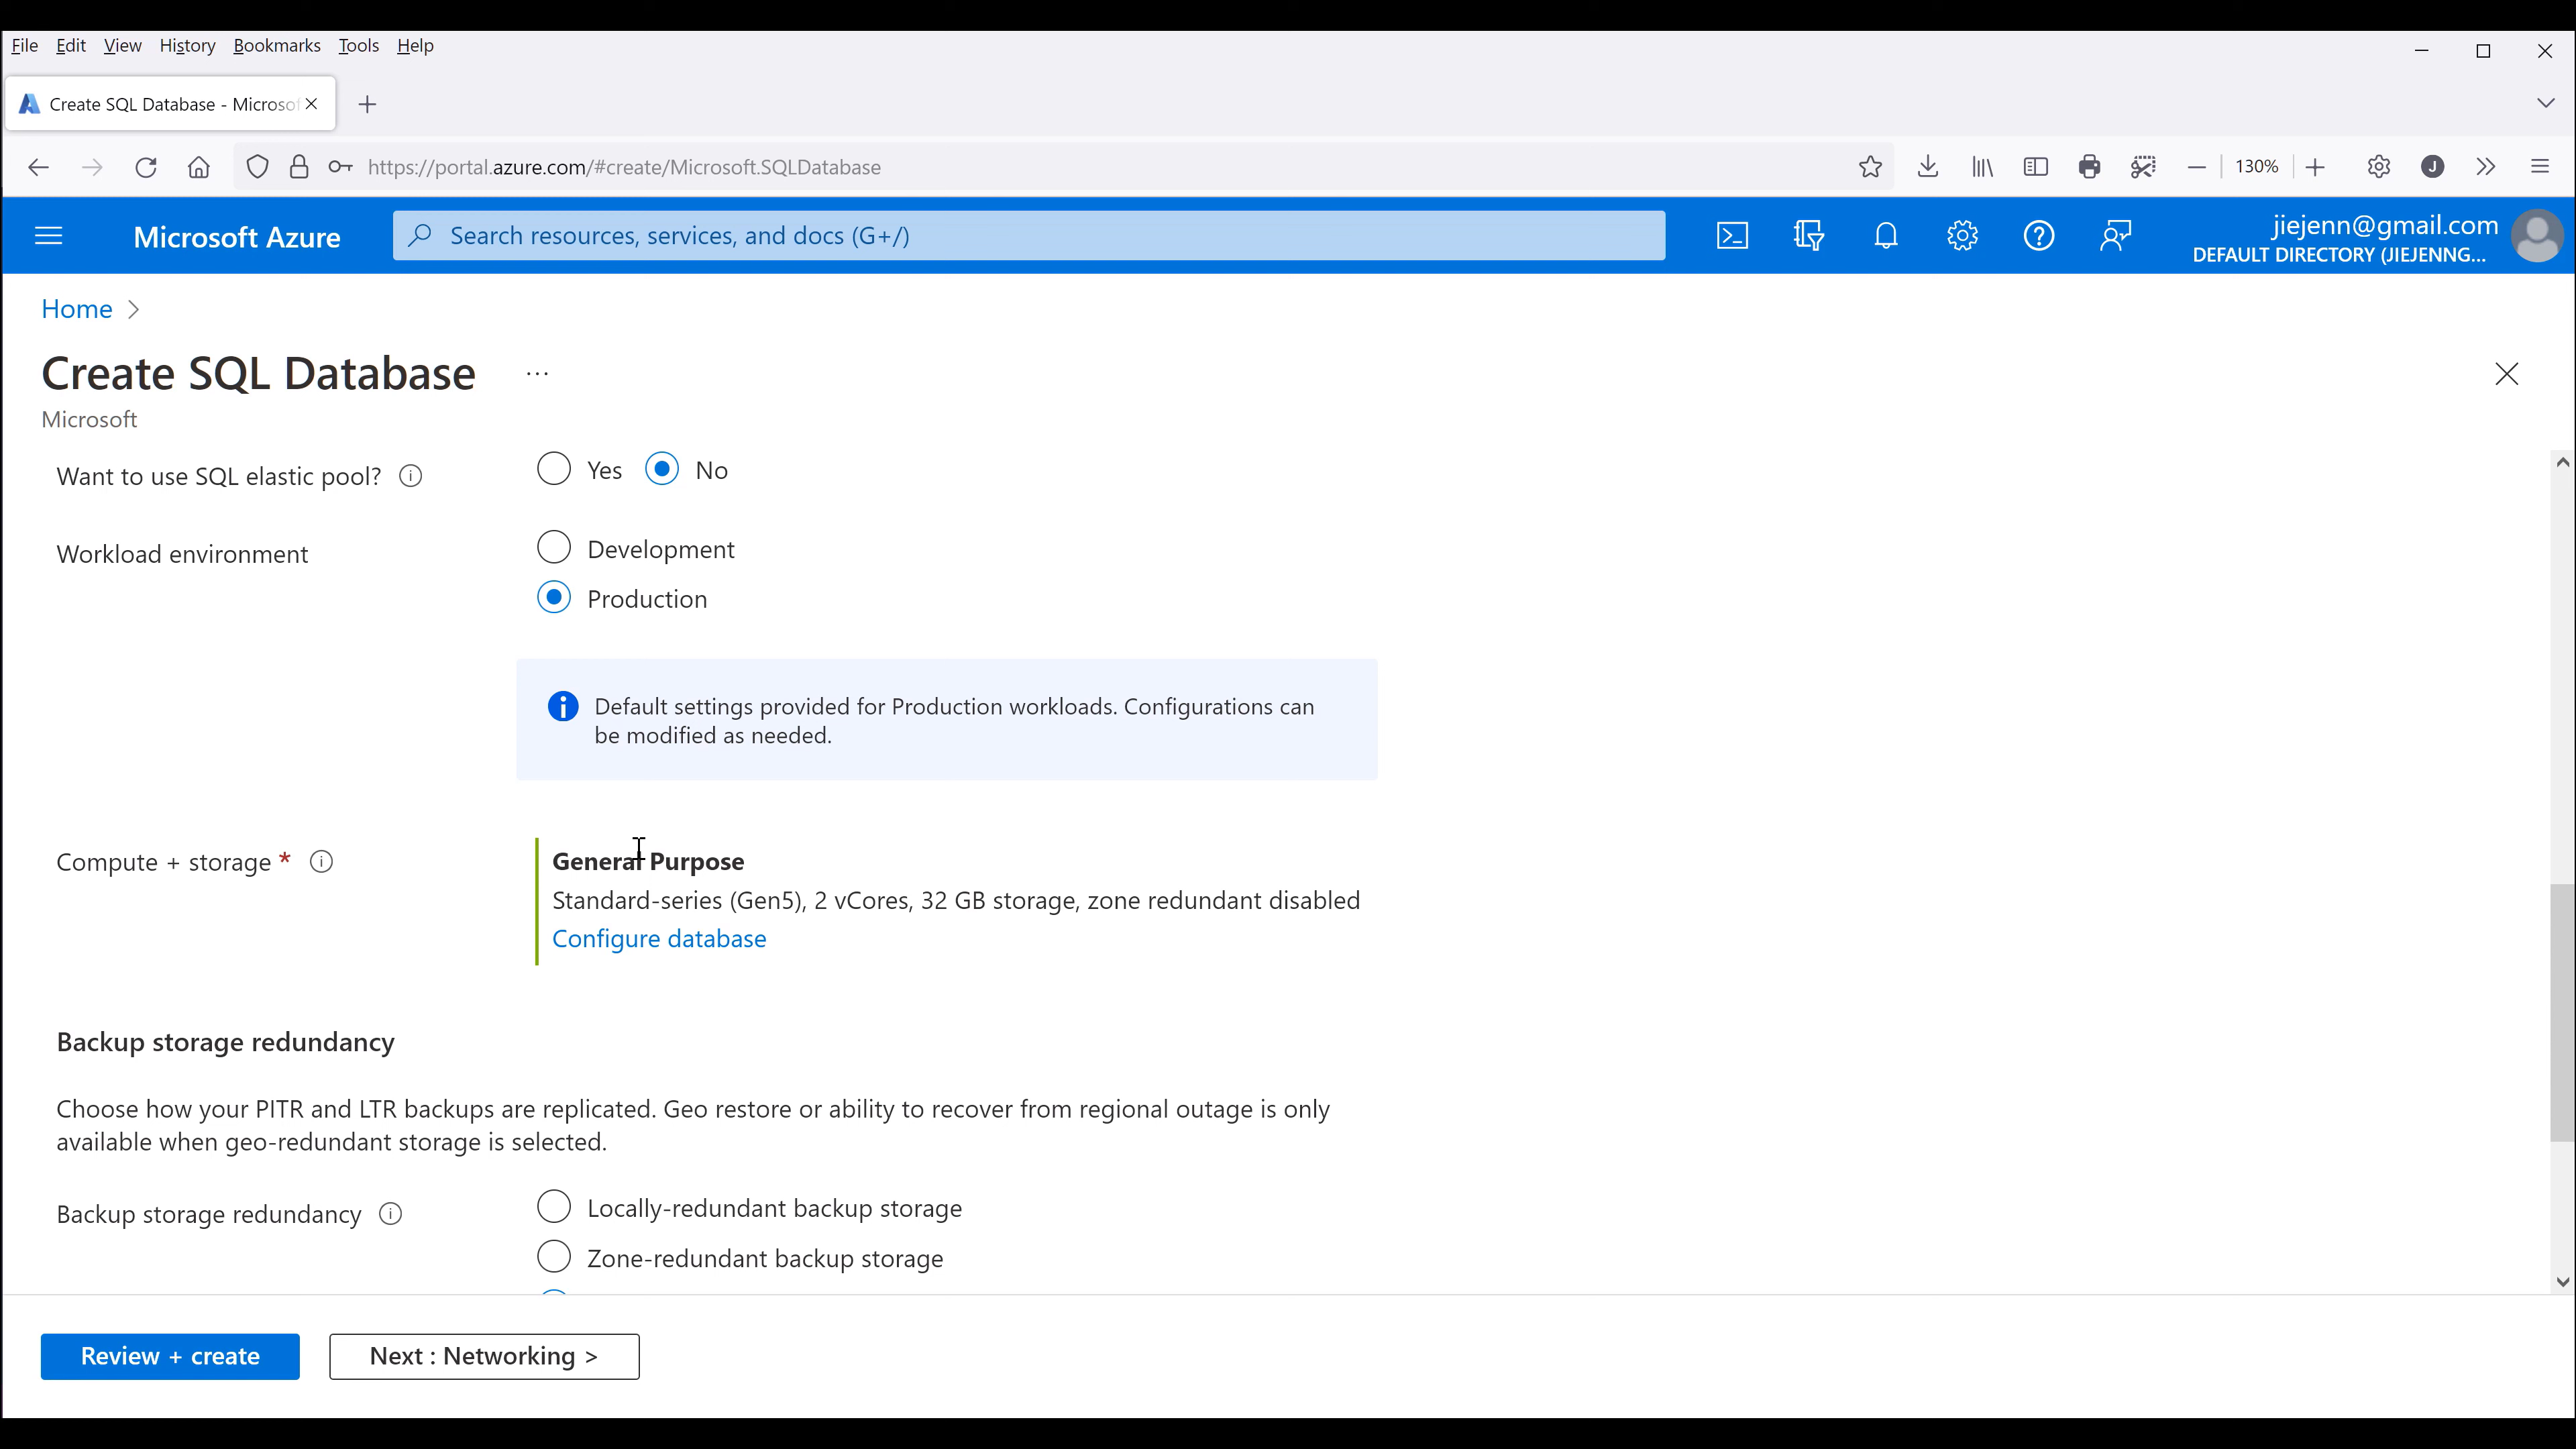 File Edit View History Bookmarks Tools Help
Create SQL Database - Microsof
https://portal.azure.com/#create/Microsoft.SQLDatabase
130%
J
Microsoft Azure
Search resources, services, and docs (G+/)
jiejenn@gmail.com
DEFAULT DIRECTORY (JIEJENNG...
Home
Create SQL Database ...
Microsoft
Want to use SQL elastic pool? Yes No
Workload environment Development
Production
Default settings provided for Production workloads. Configurations can
be modified as needed.
Compute + storage * General Purpose
Standard-series (Gen5), 2 vCores, 32 GB storage, zone redundant disabled
Configure database
Backup storage redundancy
Choose how your PITR and LTR backups are replicated. Geo restore or ability to recover from regional outage is only
available when geo-redundant storage is selected.
Backup storage redundancy Locally-redundant backup storage
Zone-redundant backup storage
Review + create Next : Networking >